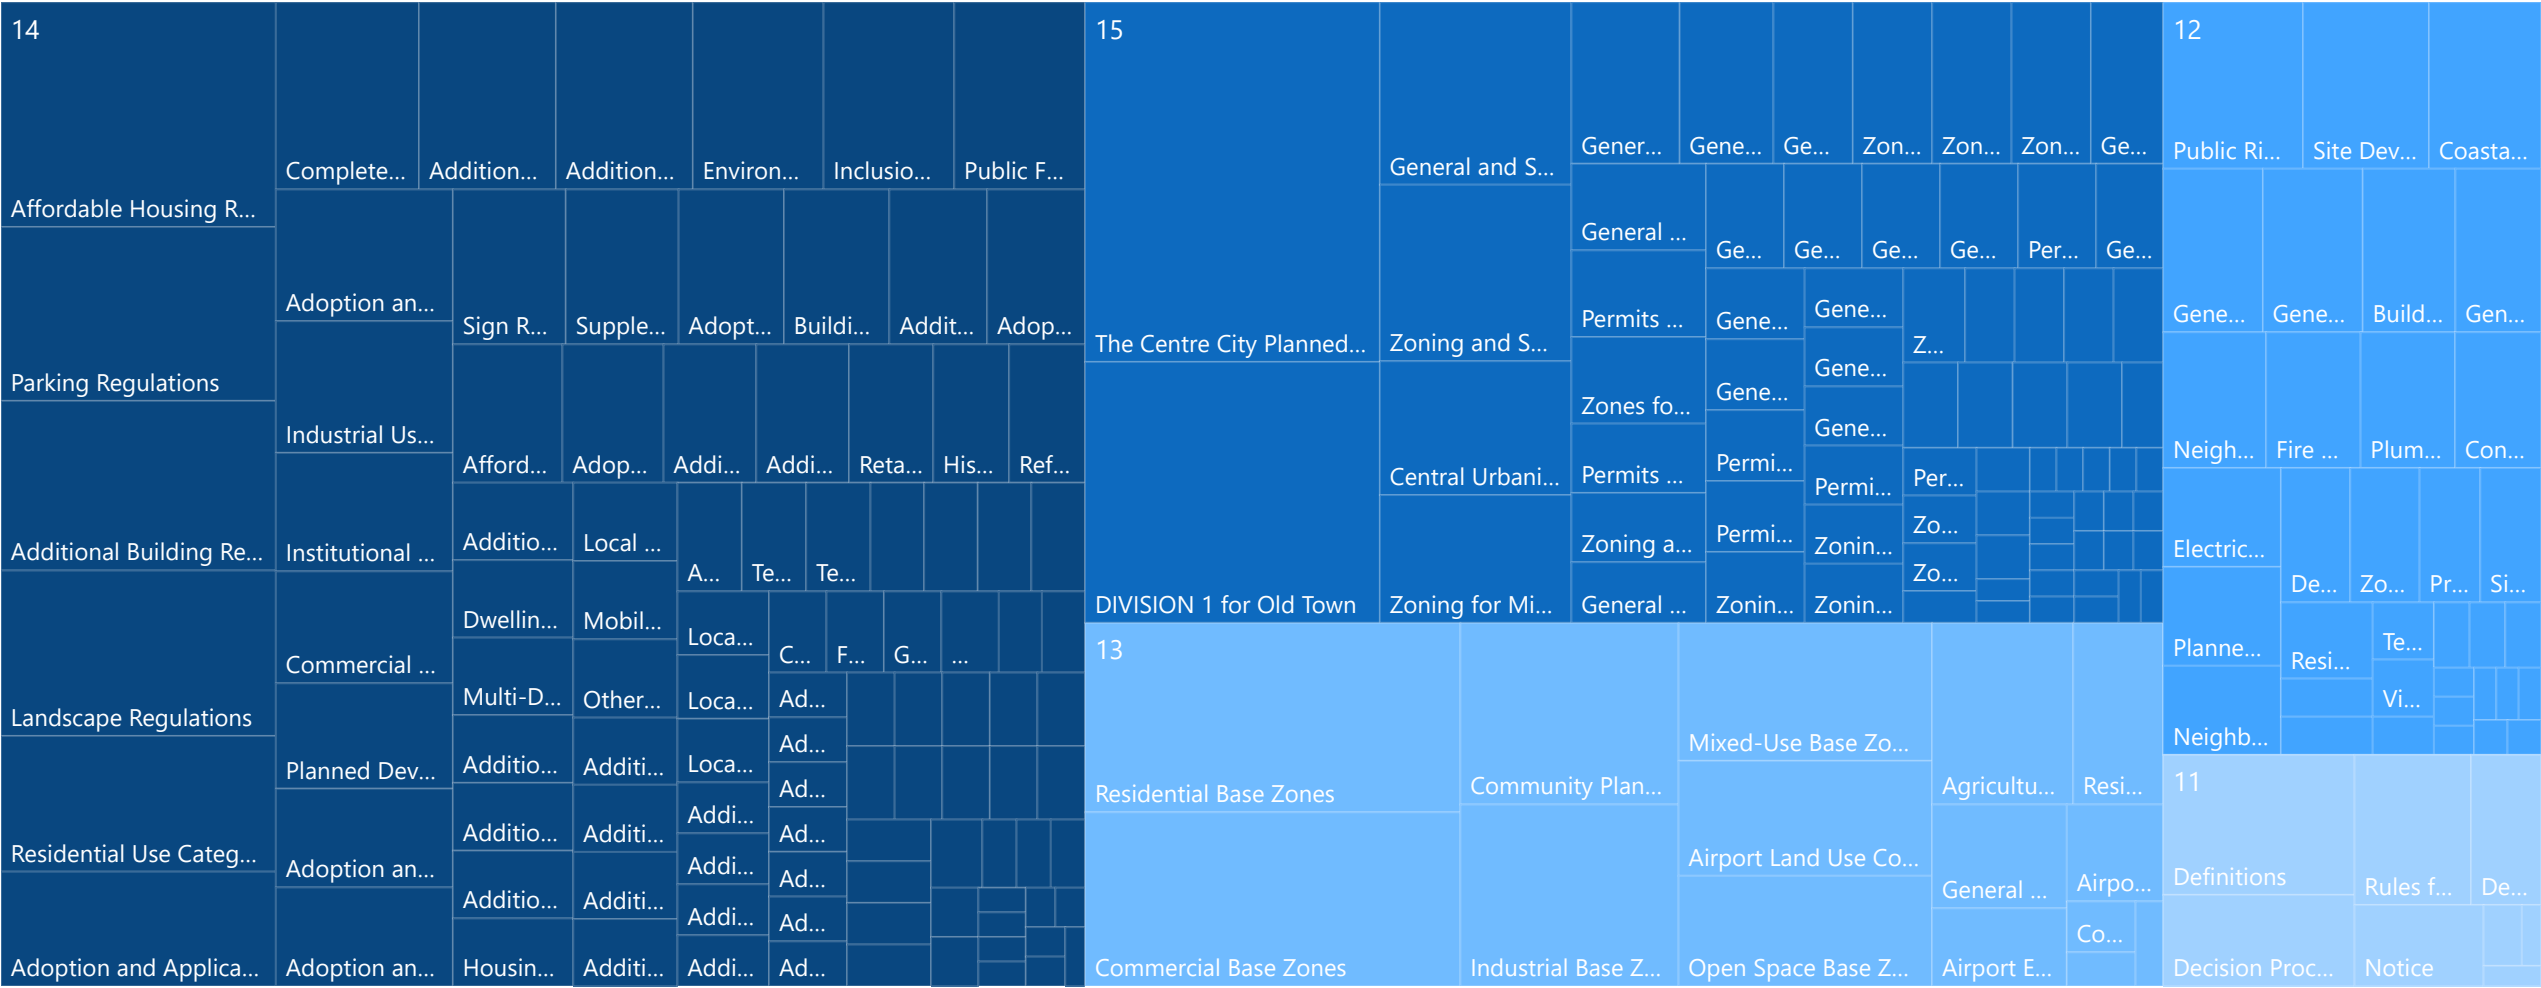 14
Complete...
Addition...
Addition...
Environ...
Inclusio...
Public F...
Affordable Housing R...
Adoption an...
Sign R...
Supple...
Adopt...
Buildi...
Addit...
Adop...
Parking Regulations
Industrial Us...
Afford...
Adop...
Addi...
Addi...
Reta...
His...
Ref...
Additional Building Re...
Institutional ...
Additio...
Local ...
A...
Te...
Te...
Dwellin...
Mobil...
Loca...
C...
F...
G...
...
Landscape Regulations
Commercial ...
Multi-D...
Other...
Loca...
Ad...
Ad...
Planned Dev...
Additio...
Additi...
Loca...
Ad...
Residential Use Categ...
Adoption an...
Additio...
Additi...
Addi...
Ad...
Addi...
Ad...
Additio...
Additi...
Addi...
Ad...
Adoption and Applica...
Adoption an...
Housin...
Additi...
Addi...
Ad...
15
General and S...
Gener...
Gene...
Ge...
Zon...
Zon...
Zon...
Ge...
General ...
Ge...
Ge...
Ge...
Ge...
Per...
Ge...
The Centre City Planned...
Zoning and S...
Permits ...
Gene...
Gene...
Z...
Gene...
Zones fo...
Gene...
Gene...
Central Urbani...
Permits ...
Permi...
Permi...
Per...
Zoning a...
Permi...
Zonin...
Zo...
Zo...
DIVISION 1 for Old Town
Zoning for Mi...
General ...
Zonin...
Zonin...
13
Residential Base Zones
Community Plan...
Mixed-Use Base Zo...
Agricultu...
Resi...
Airport Land Use Co...
General ...
Airpo...
Co...
Commercial Base Zones
Industrial Base Z...
Open Space Base Z...
Airport E...
12
Public Ri...
Site Dev...
Coasta...
Gene...
Gene...
Build...
Gen...
Neigh...
Fire ...
Plum...
Con...
Electric...
De...
Zo...
Pr...
Si...
Planne...
Resi...
Te...
Vi...
Neighb...
11
Definitions
Rules f...
De...
Decision Proc...
Notice